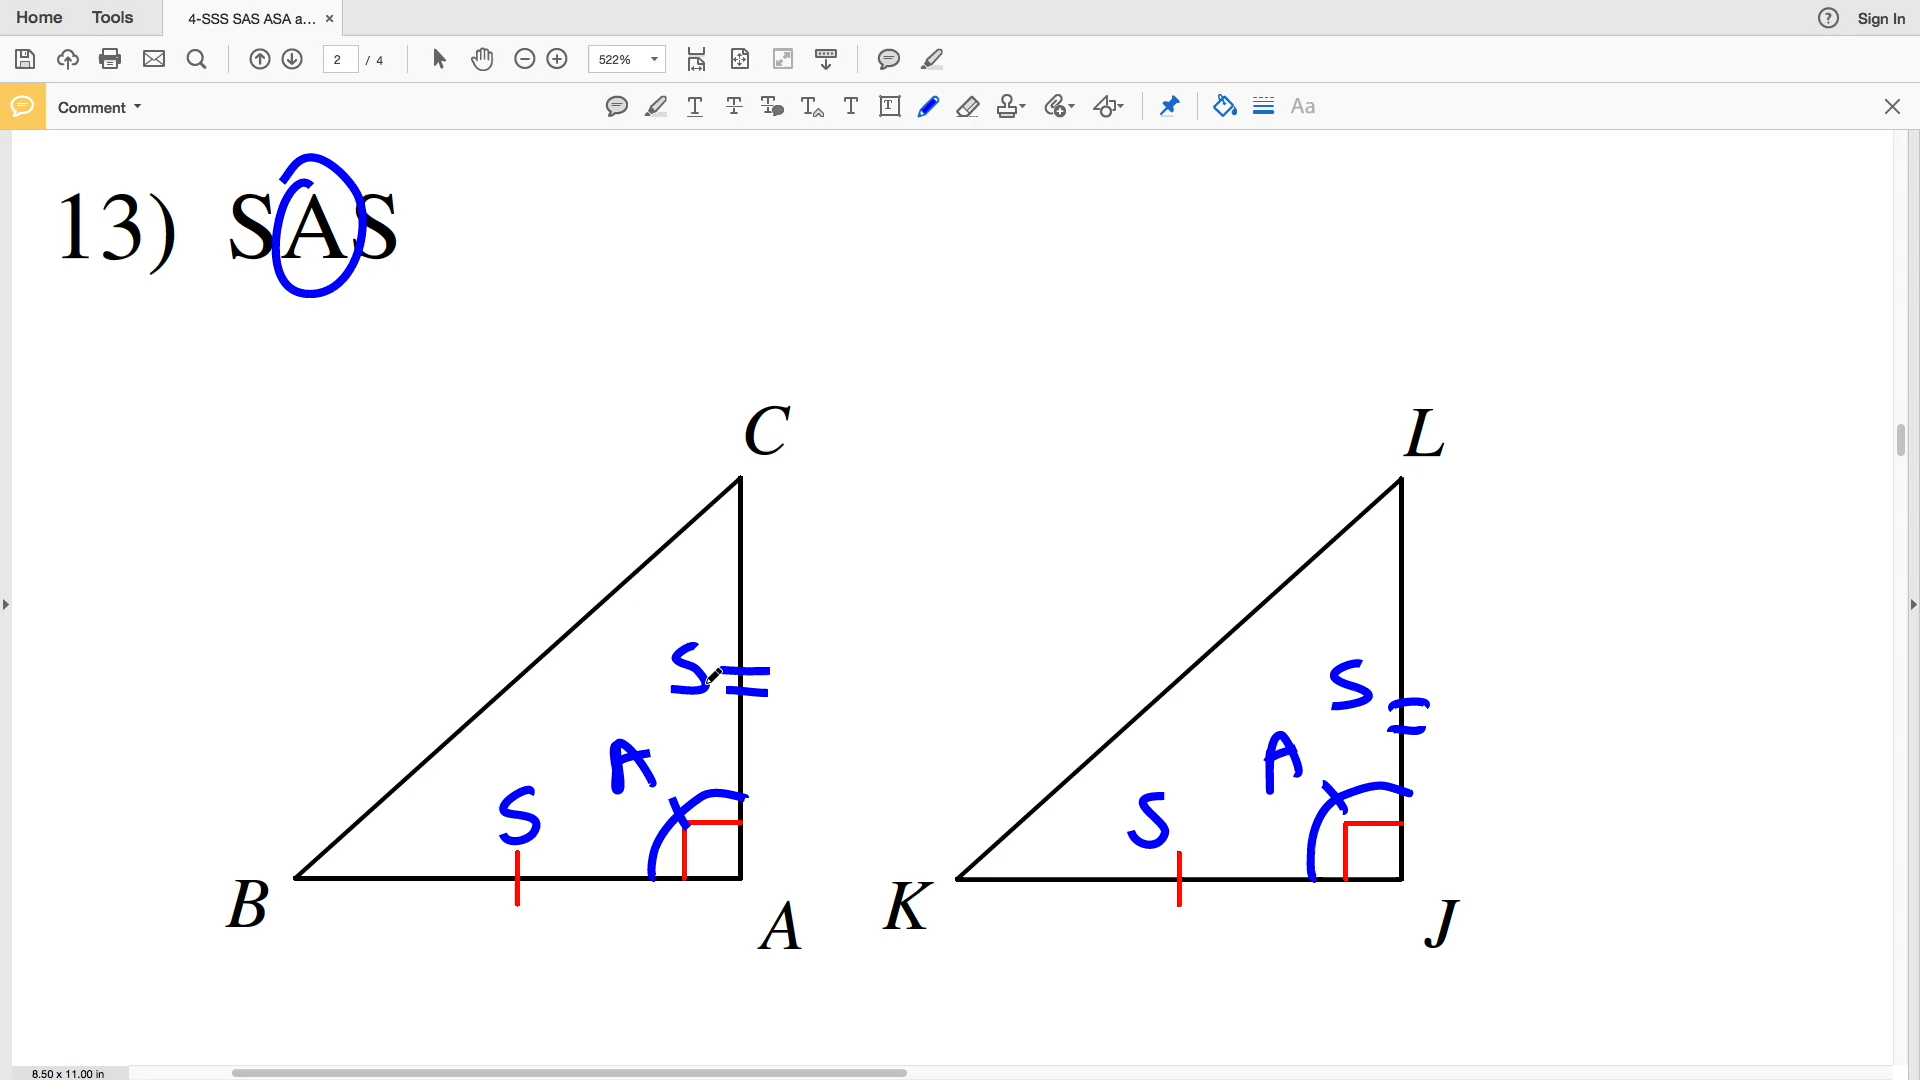 Home Tools 4-SSS SAS ASA a... × ? Sign In
2 / 4 522%
Comment T T T T T T Aa
13) SAS
C L
S = S =
A A
S S
B A K J
8.50 x 11.00 in